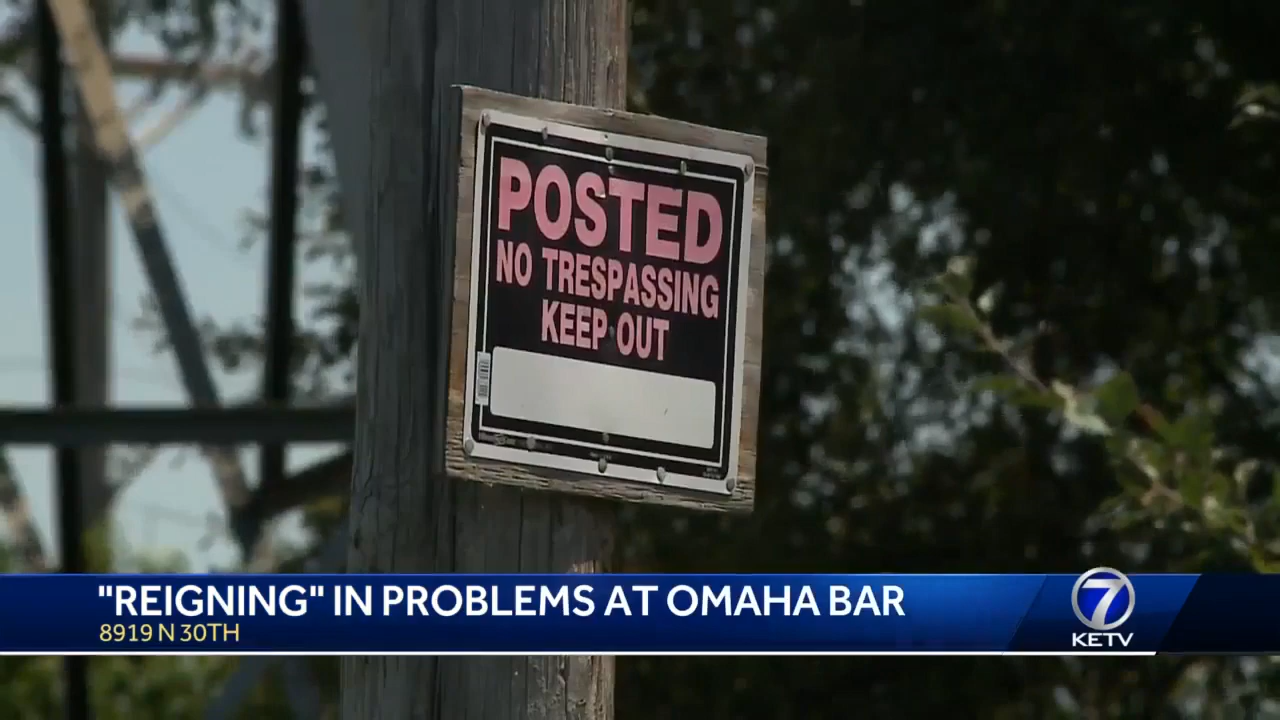 POSTED
NO TRESPASSING
KEEP OUT
"REIGNING" IN PROBLEMS AT OMAHA BAR
8919 N 30TH
7
KETV